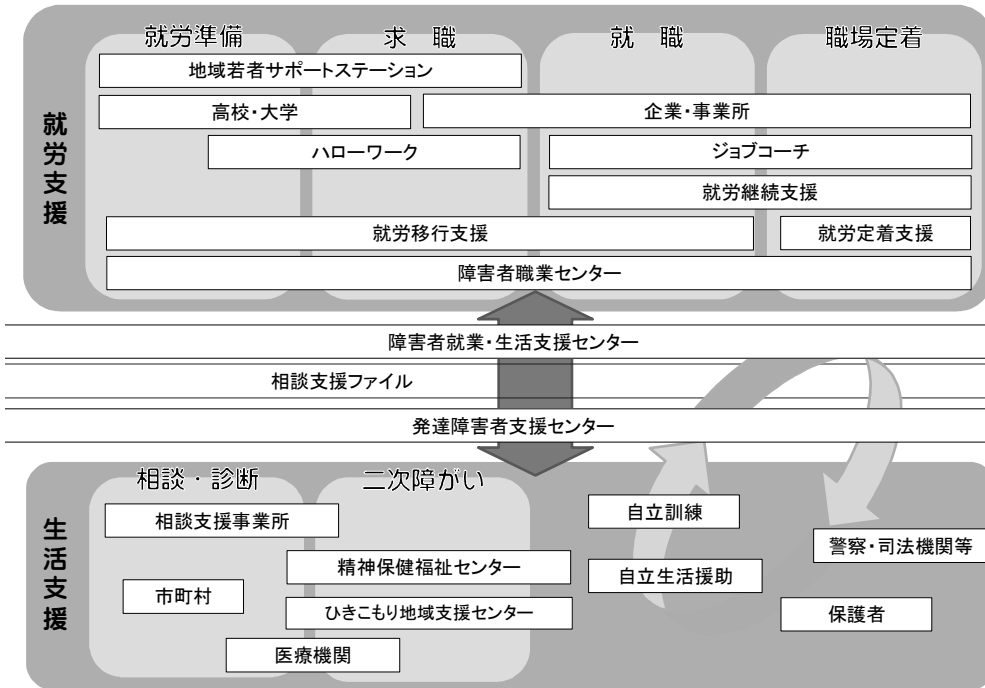 就労準備
求 職
就 職
職場定着
就労支援
地域若者サポートステーション
高校・大学
企業・事業所
ハローワーク
ジョブコーチ
就労継続支援
就労移行支援
就労定着支援
障害者職業センター
障害者就業・生活支援センター
相談支援ファイル
発達障害者支援センター
生活支援
相談・診断
二次障がい
相談支援事業所
自立訓練
警察・司法機関等
精神保健福祉センター
自立生活援助
市町村
ひきこもり地域支援センター
保護者
医療機関